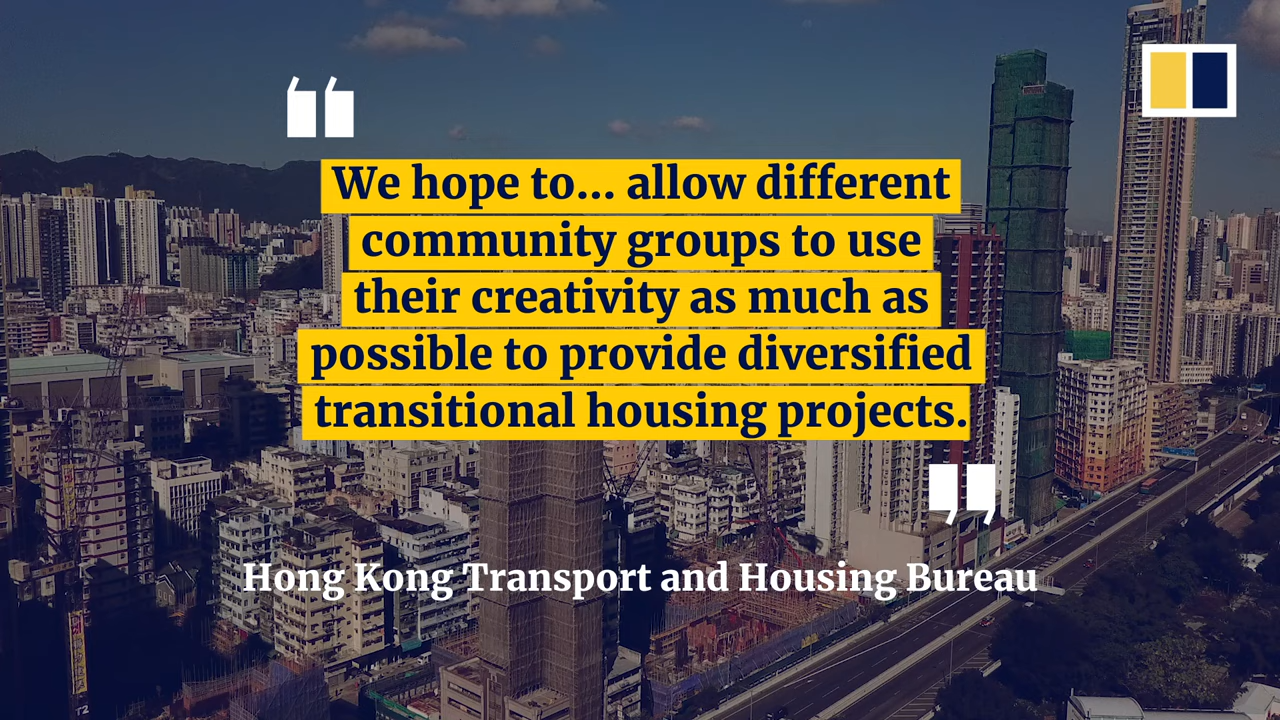 “
We hope to... allow different
community groups to use
their creativity as much as
possible to provide diversified
transitional housing projects.
”
Hong Kong Transport and Housing Bureau
T2